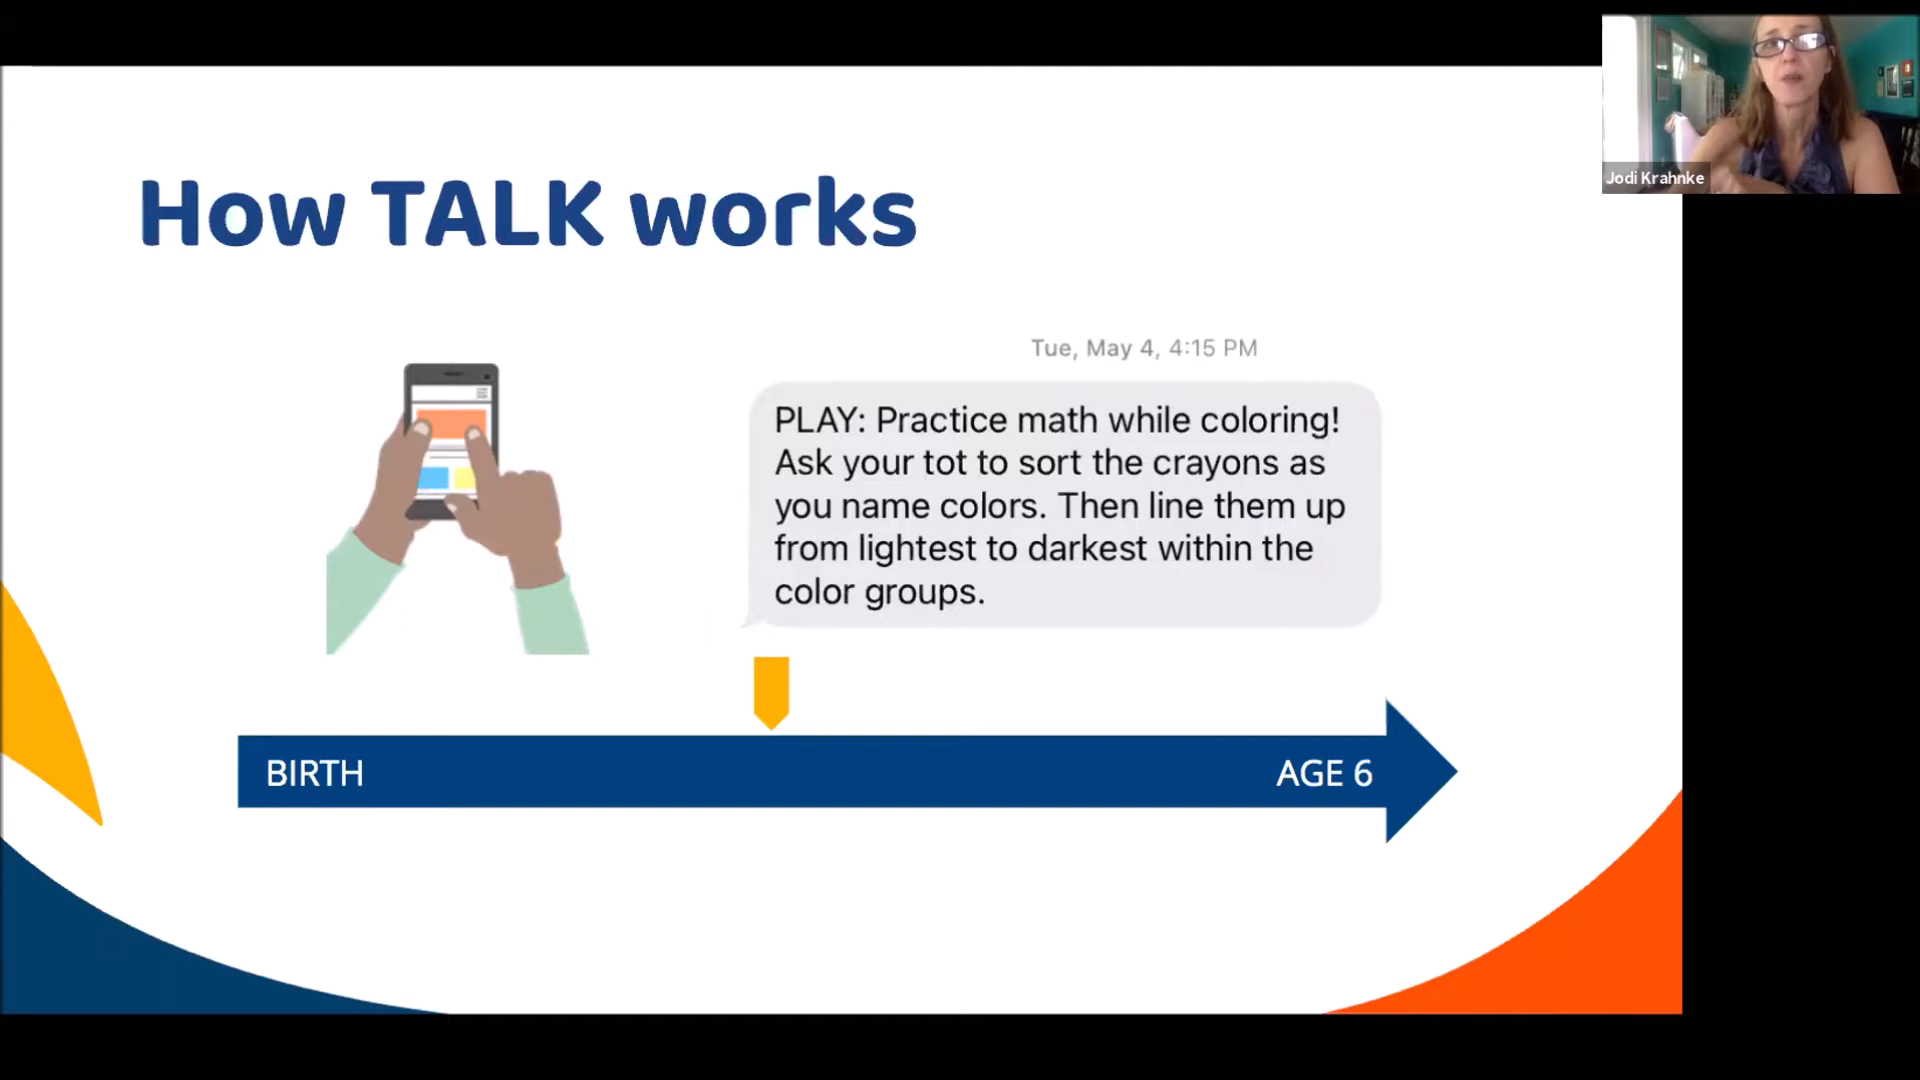 Jodi Krahnke
How TALK works
Tue, May 4, 4:15 PM
PLAY: Practice math while coloring!
Ask your tot to sort the crayons as
you name colors. Then line them up
from lightest to darkest within the
color groups.
BIRTH
AGE 6